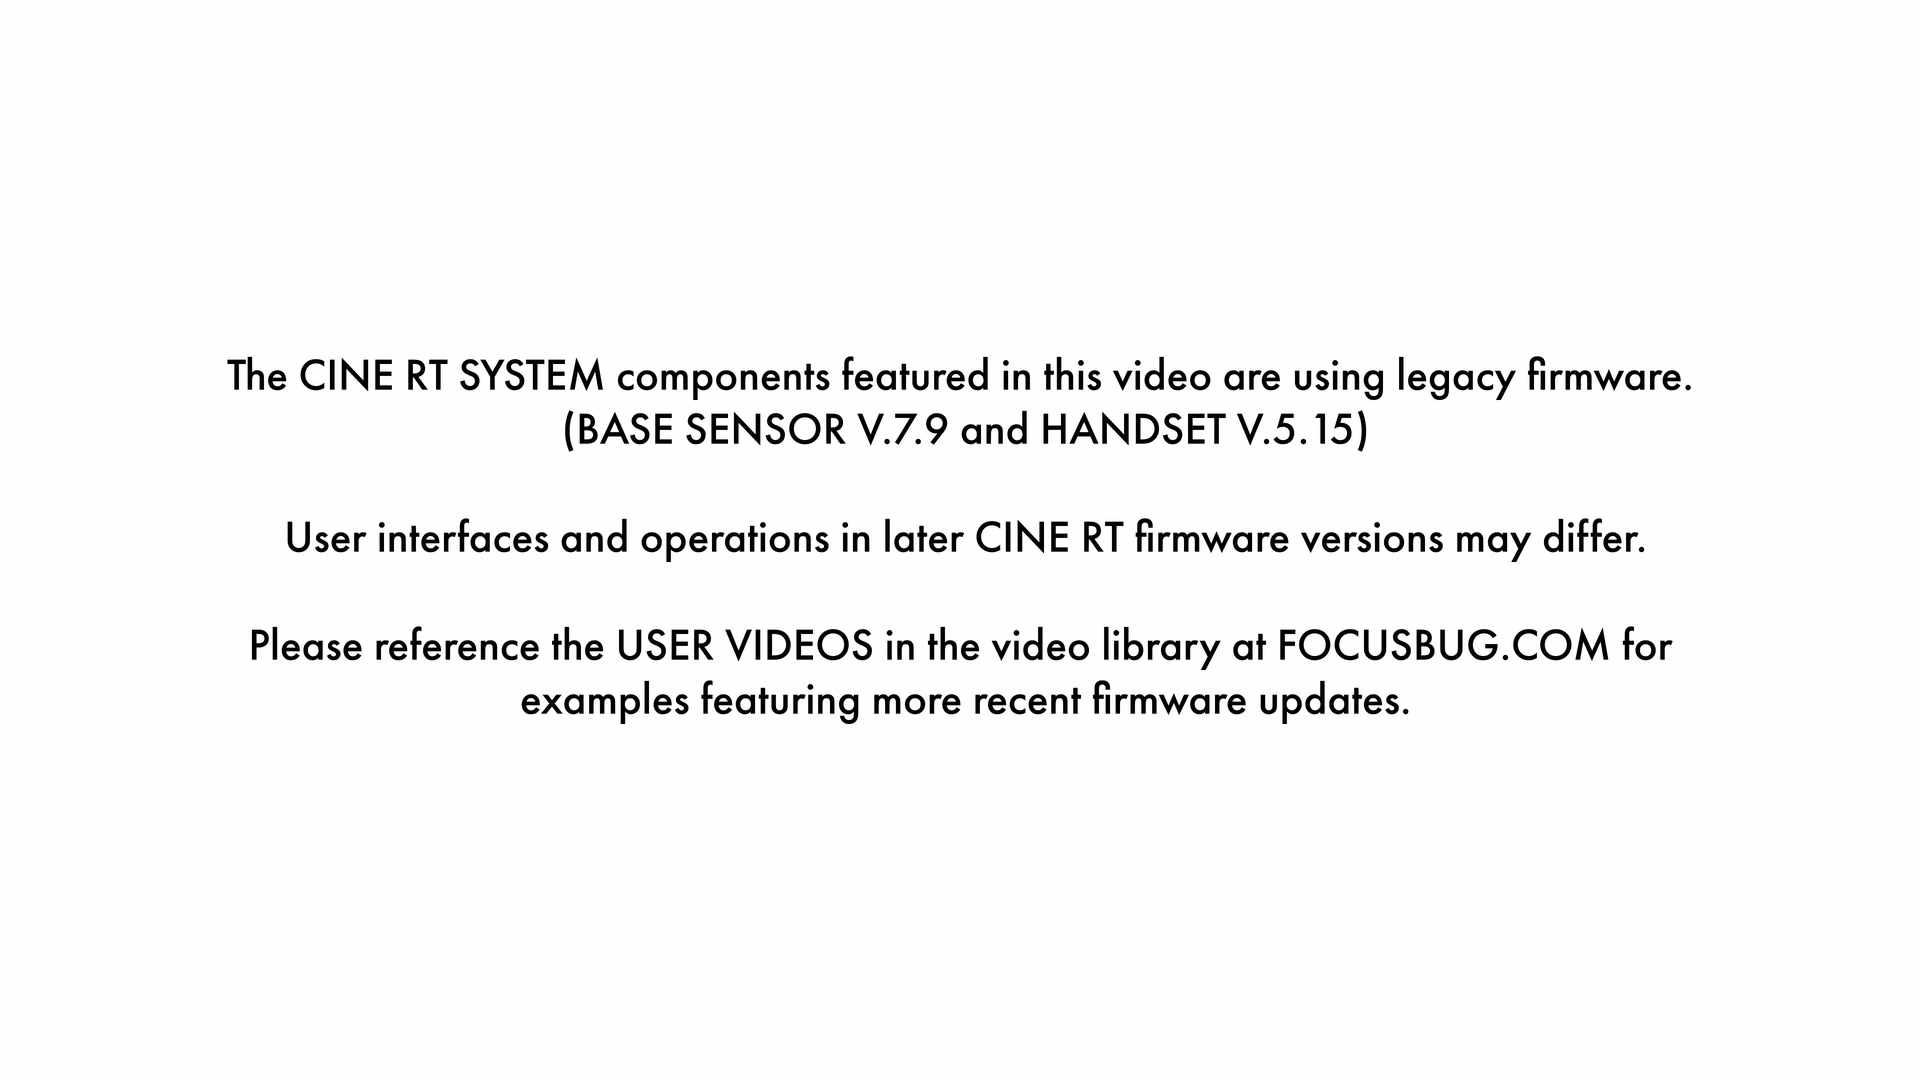 The CINE RT SYSTEM components featured in this video are using legacy firmware.
(BASE SENSOR V.7.9 and HANDSET V.5.15)
User interfaces and operations in later CINE RT firmware versions may differ.
Please reference the USER VIDEOS in the video library at FOCUSBUG.COM for
examples featuring more recent firmware updates.